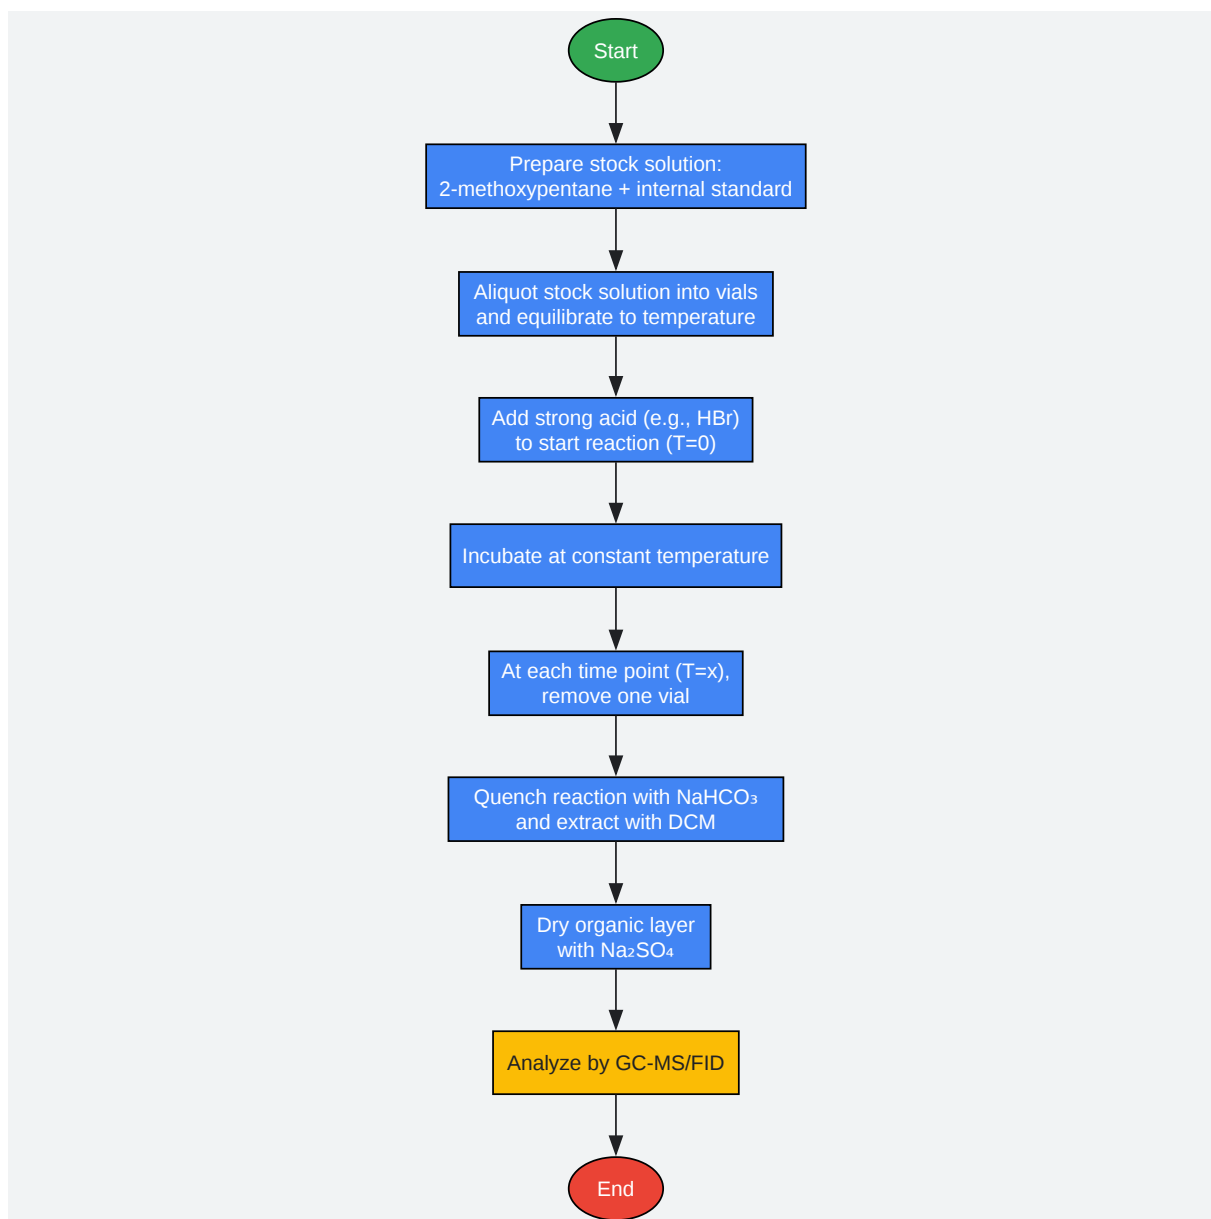 Start
Prepare stock solution:
2-methoxypentane + internal standard
Aliquot stock solution into vials
and equilibrate to temperature
Add strong acid (e.g., HBr)
to start reaction (T=0)
Incubate at constant temperature
At each time point (T=x),
remove one vial
Quench reaction with NaHCO₃
and extract with DCM
Dry organic layer
with Na₂SO₄
Analyze by GC-MS/FID
End